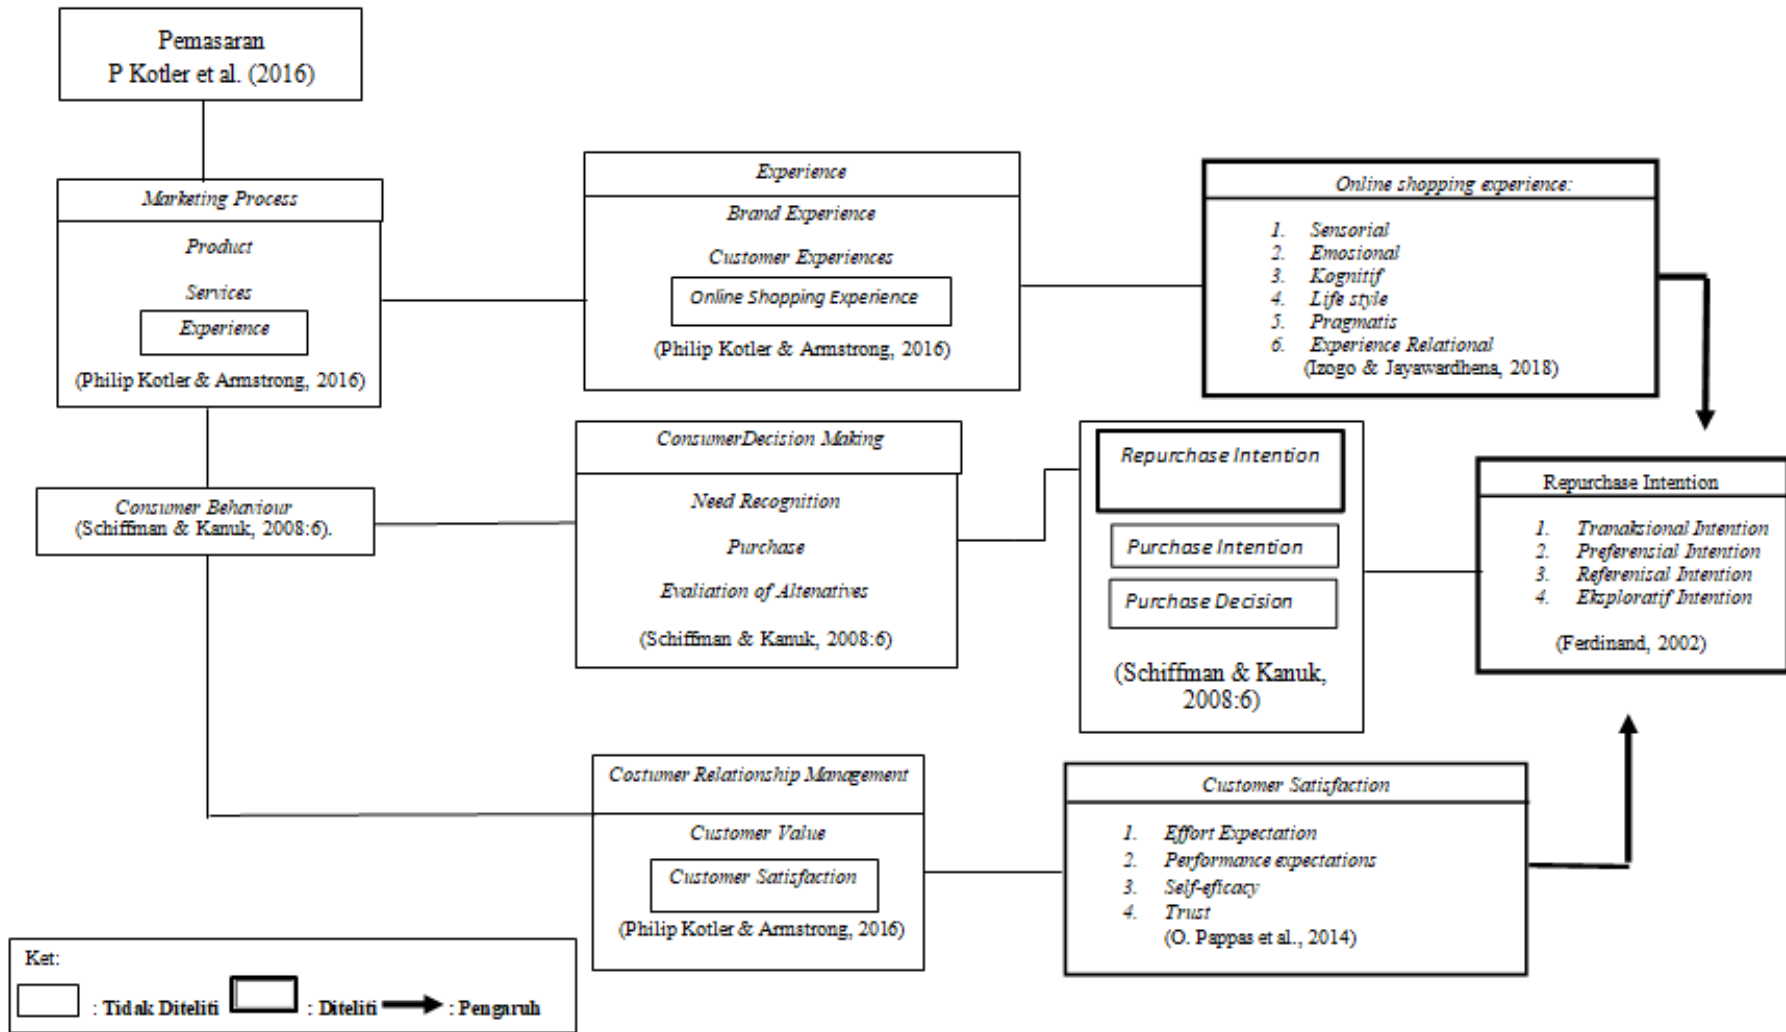 Pemasaran
P Kotler et al. (2016)
Marketing Process
Product
Services
Experience
(Philip Kotler & Armstrong, 2016)
Experience
Brand Experience
Customer Experiences
Online Shopping Experience
(Philip Kotler & Armstrong, 2016)
Online shopping experience:
1. Sensorial
2. Emosional
3. Kognitif
4. Life style
5. Pragmatis
6. Experience Relational
(Izogo & Jayawardhena, 2018)
Consumer Behaviour
(Schiffman & Kanuk, 2008:6).
ConsumerDecision Making
Need Recognition
Purchase
Evaliation of Altenatives
(Schiffman & Kanuk, 2008:6)
Repurchase Intention
Purchase Intention
Purchase Decision
(Schiffman & Kanuk,
2008:6)
Repurchase Intention
1. Tranaksional Intention
2. Preferensial Intention
3. Referenisal Intention
4. Eksploratif Intention
(Ferdinand, 2002)
Costumer Relationship Management
Customer Value
Customer Satisfaction
(Philip Kotler & Armstrong, 2016)
Customer Satisfaction
1. Effort Expectation
2. Performance expectations
3. Self-eficacy
4. Trust
(O. Pappas et al., 2014)
Ket:
: Tidak Diteliti : Diteliti : Pengaruh